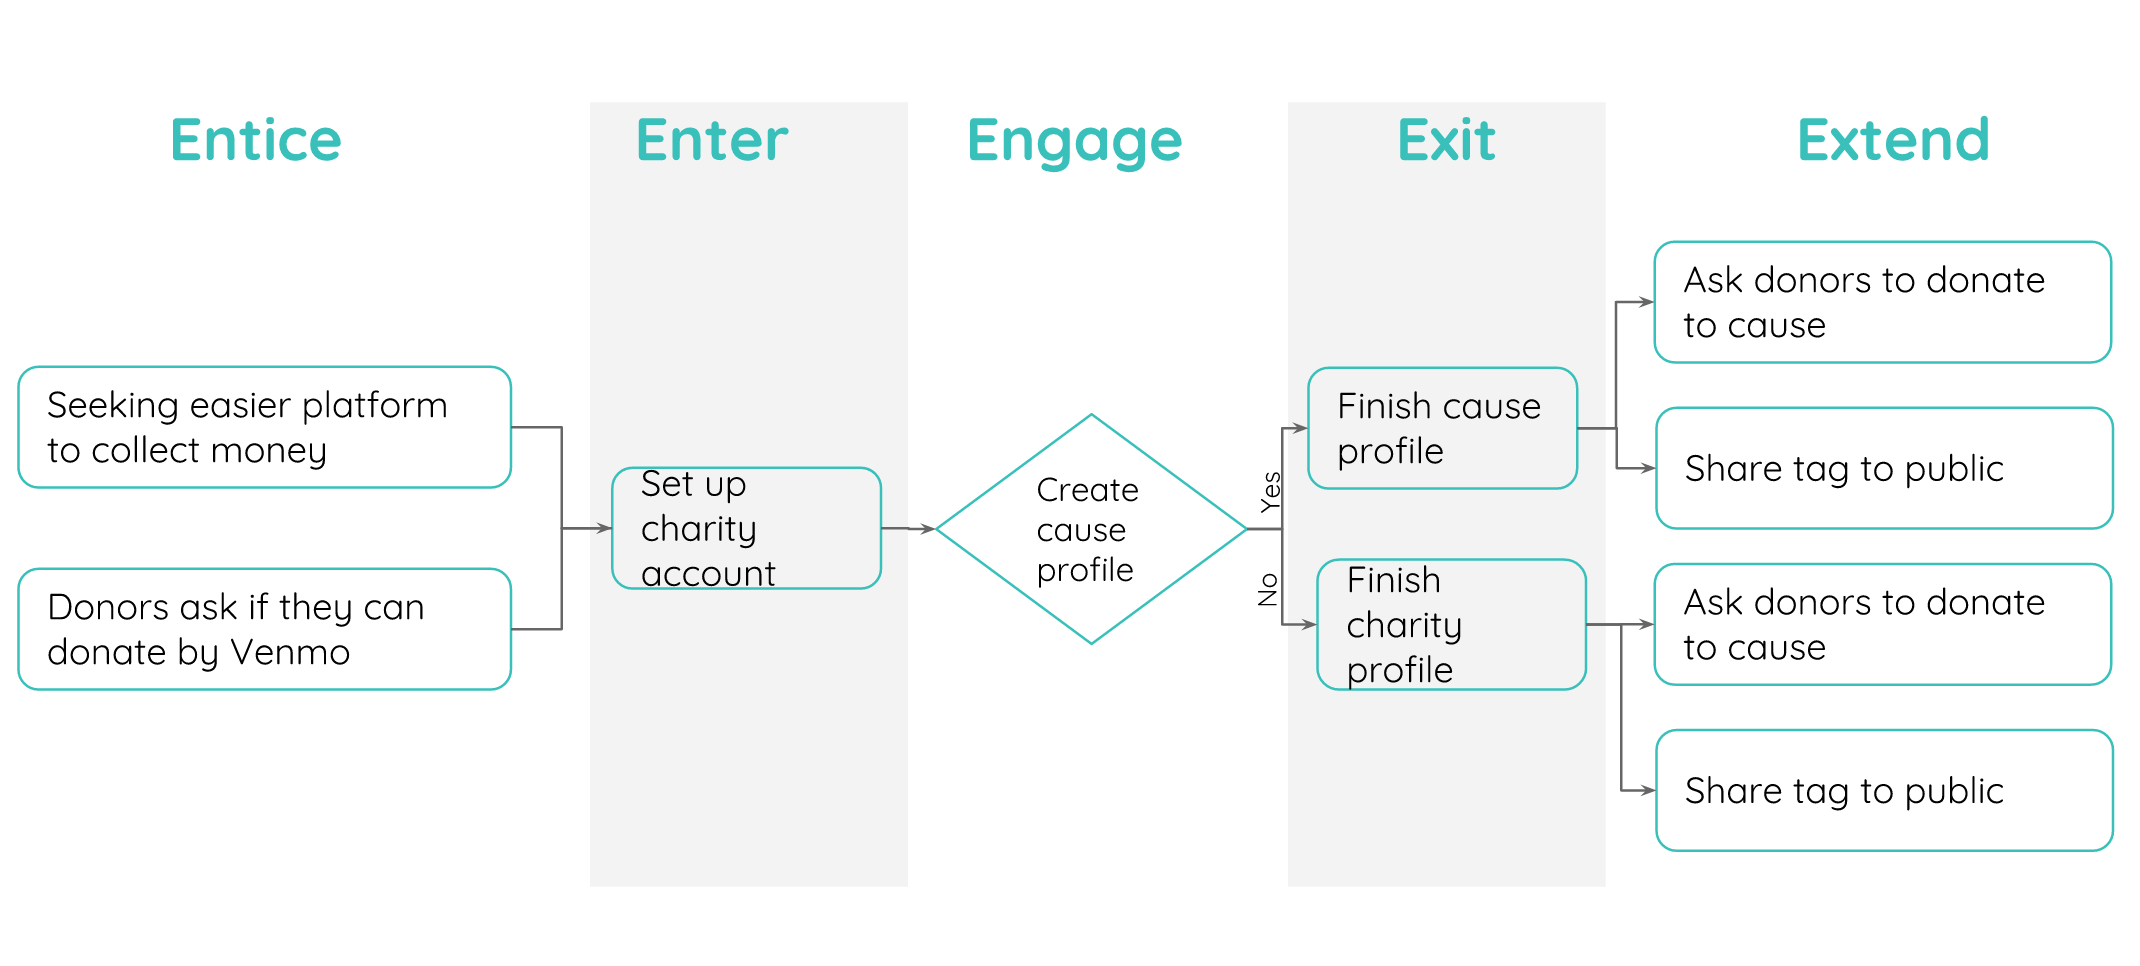 Entice
Enter
Engage
Exit
Extend
Seeking easier platform
to collect money
Donors ask if they can
donate by Venmo
Set up
charity
account
Create
cause
profile
Yes
No
Finish cause
profile
Finish
charity
profile
Ask donors to donate
to cause
Share tag to public
Ask donors to donate
to cause
Share tag to public